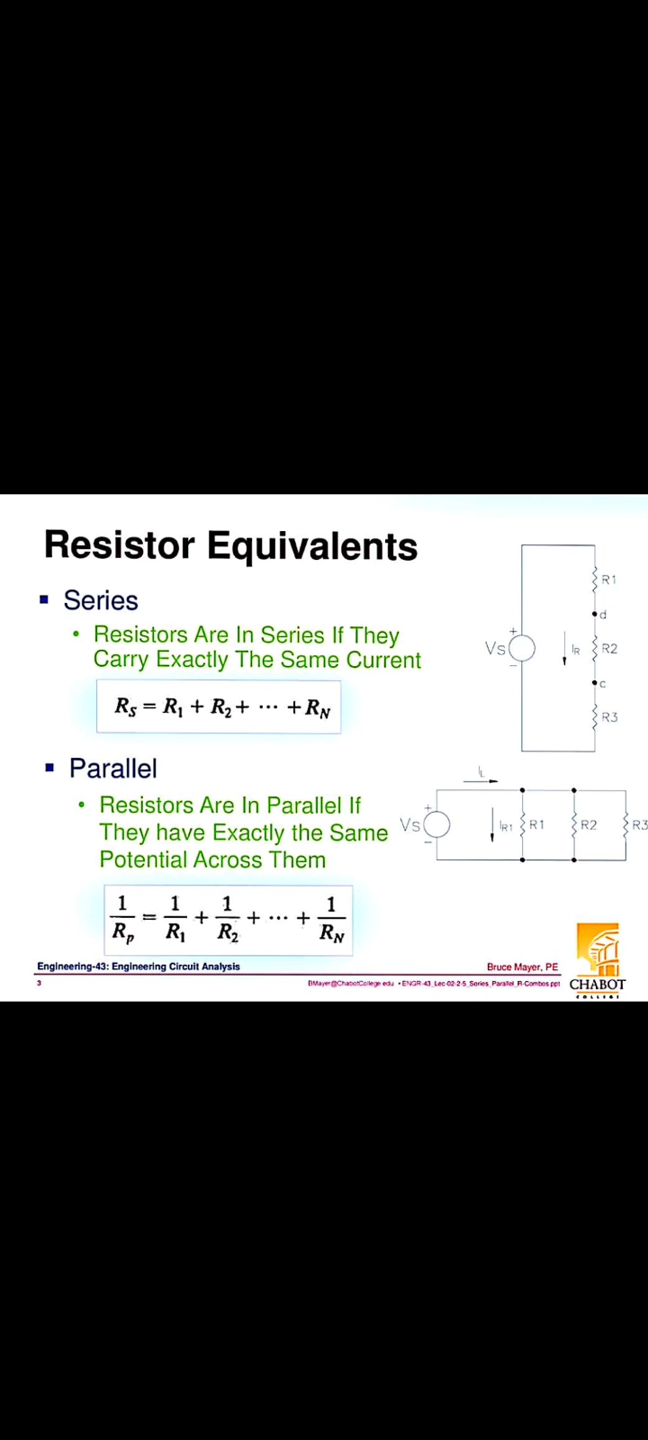 Resistor Equivalents
▪ Series
• Resistors Are In Series If They
Carry Exactly The Same Current
R_S = R_1 + R_2 + ⋯ + R_N
R1
d
+
Vs
−
I_R
R2
c
R3
▪ Parallel
• Resistors Are In Parallel If
They have Exactly the Same
Potential Across Them
1/R_p = 1/R_1 + 1/R_2 + ⋯ + 1/R_N
I_L
+
Vs
−
I_R1
R1
R2
R3
Engineering-43: Engineering Circuit Analysis
Bruce Mayer, PE
3
BMayer@ChabotCollege.edu • ENGR-43_Lec-02-2-5_Series_Parallel_R-Combos.ppt
CHABOT
COLLEGE